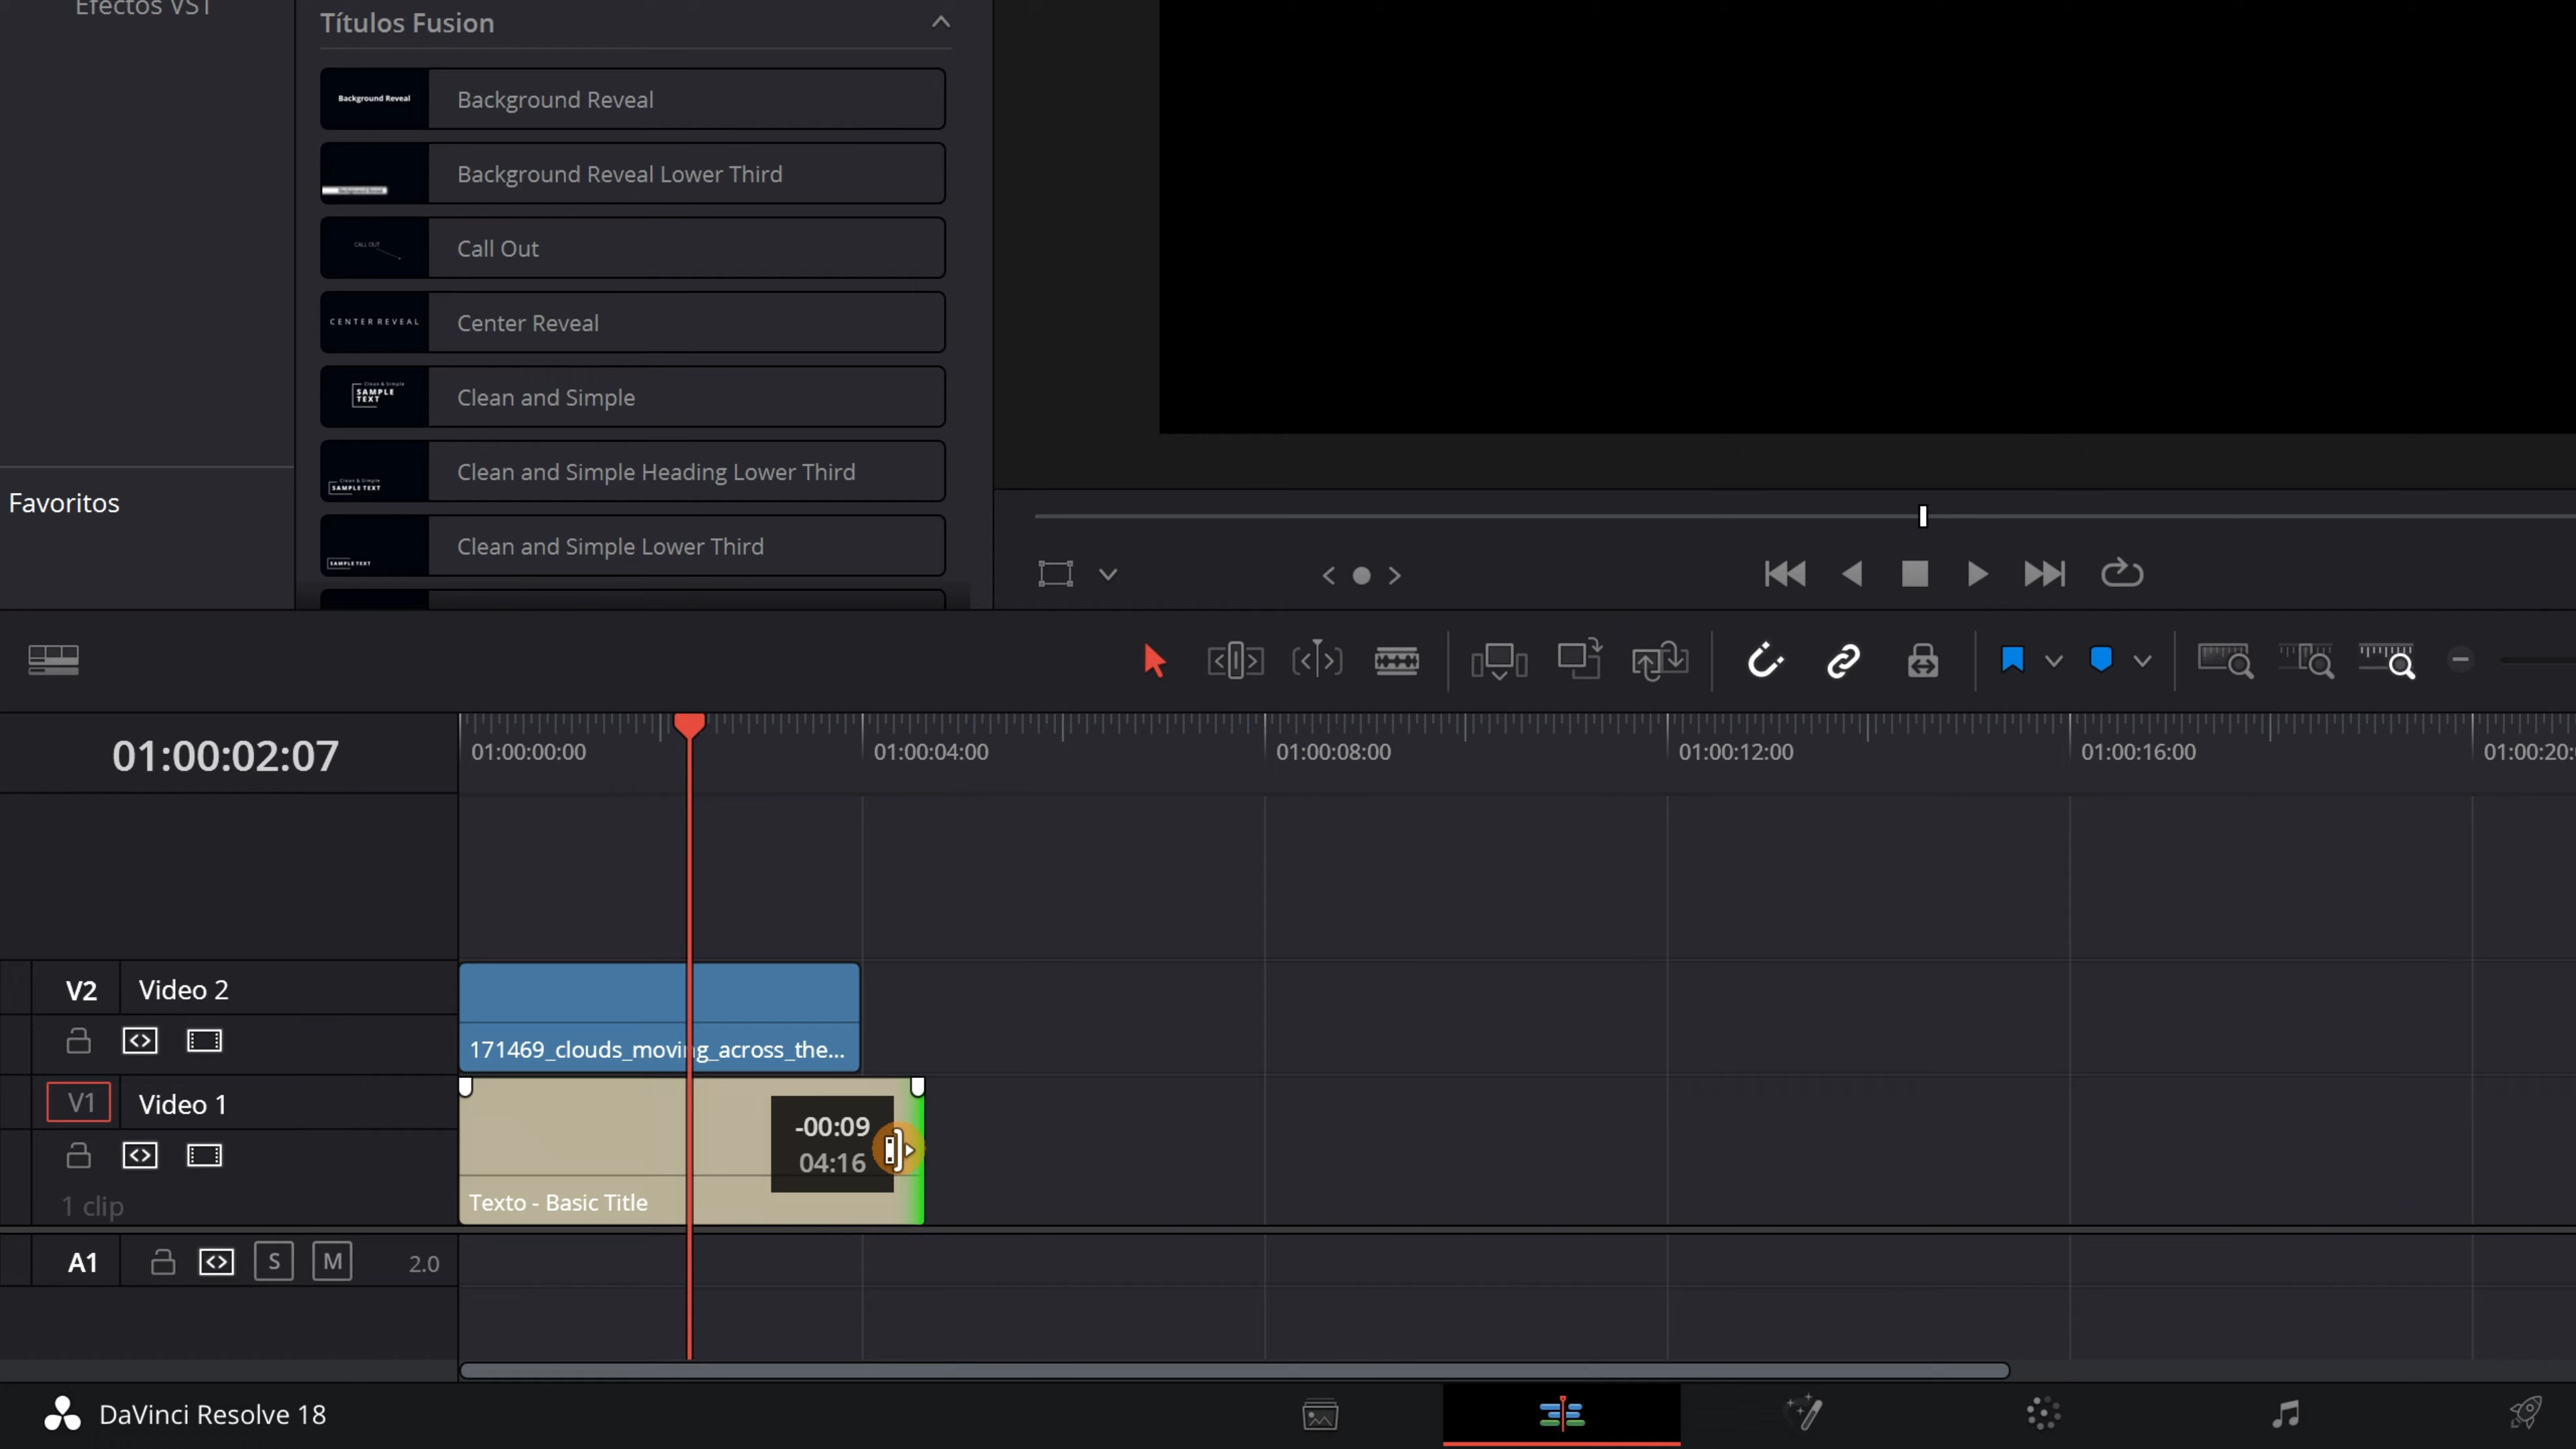 Efectos VST
Títulos Fusion
Background Reveal
Background Reveal
Background Reveal Lower Third
CALL OUT
Call Out
CENTER REVEAL
Center Reveal
Clean & Simple
SAMPLE
TEXT
Clean and Simple
Clean & Simple
SAMPLE TEXT
Clean and Simple Heading Lower Third
SAMPLE TEXT
Clean and Simple Lower Third
Favoritos
01:00:02:07
01:00:00:00
01:00:04:00
01:00:08:00
01:00:12:00
01:00:16:00
01:00:20:
V2 Video 2
171469_clouds_moving_across_the...
V1 Video 1
-00:09
04:16
1 clip
Texto - Basic Title
A1 S M 2.0
DaVinci Resolve 18